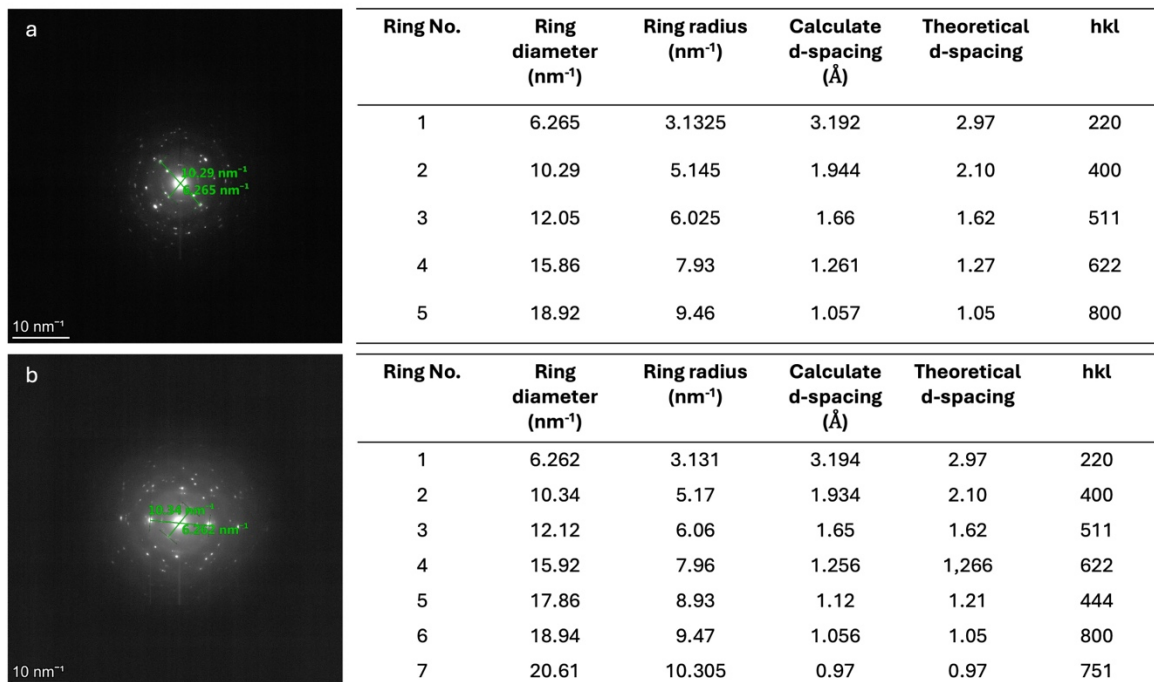 a
10.29 nm⁻¹
6.265 nm⁻¹
10 nm⁻¹
Ring No. Ring diameter (nm⁻¹) Ring radius (nm⁻¹) Calculate d-spacing (Å) Theoretical d-spacing hkl
1 6.265 3.1325 3.192 2.97 220
2 10.29 5.145 1.944 2.10 400
3 12.05 6.025 1.66 1.62 511
4 15.86 7.93 1.261 1.27 622
5 18.92 9.46 1.057 1.05 800
b
10.34 nm⁻¹
6.262 nm⁻¹
10 nm⁻¹
Ring No. Ring diameter (nm⁻¹) Ring radius (nm⁻¹) Calculate d-spacing (Å) Theoretical d-spacing hkl
1 6.262 3.131 3.194 2.97 220
2 10.34 5.17 1.934 2.10 400
3 12.12 6.06 1.65 1.62 511
4 15.92 7.96 1.256 1,266 622
5 17.86 8.93 1.12 1.21 444
6 18.94 9.47 1.056 1.05 800
7 20.61 10.305 0.97 0.97 751